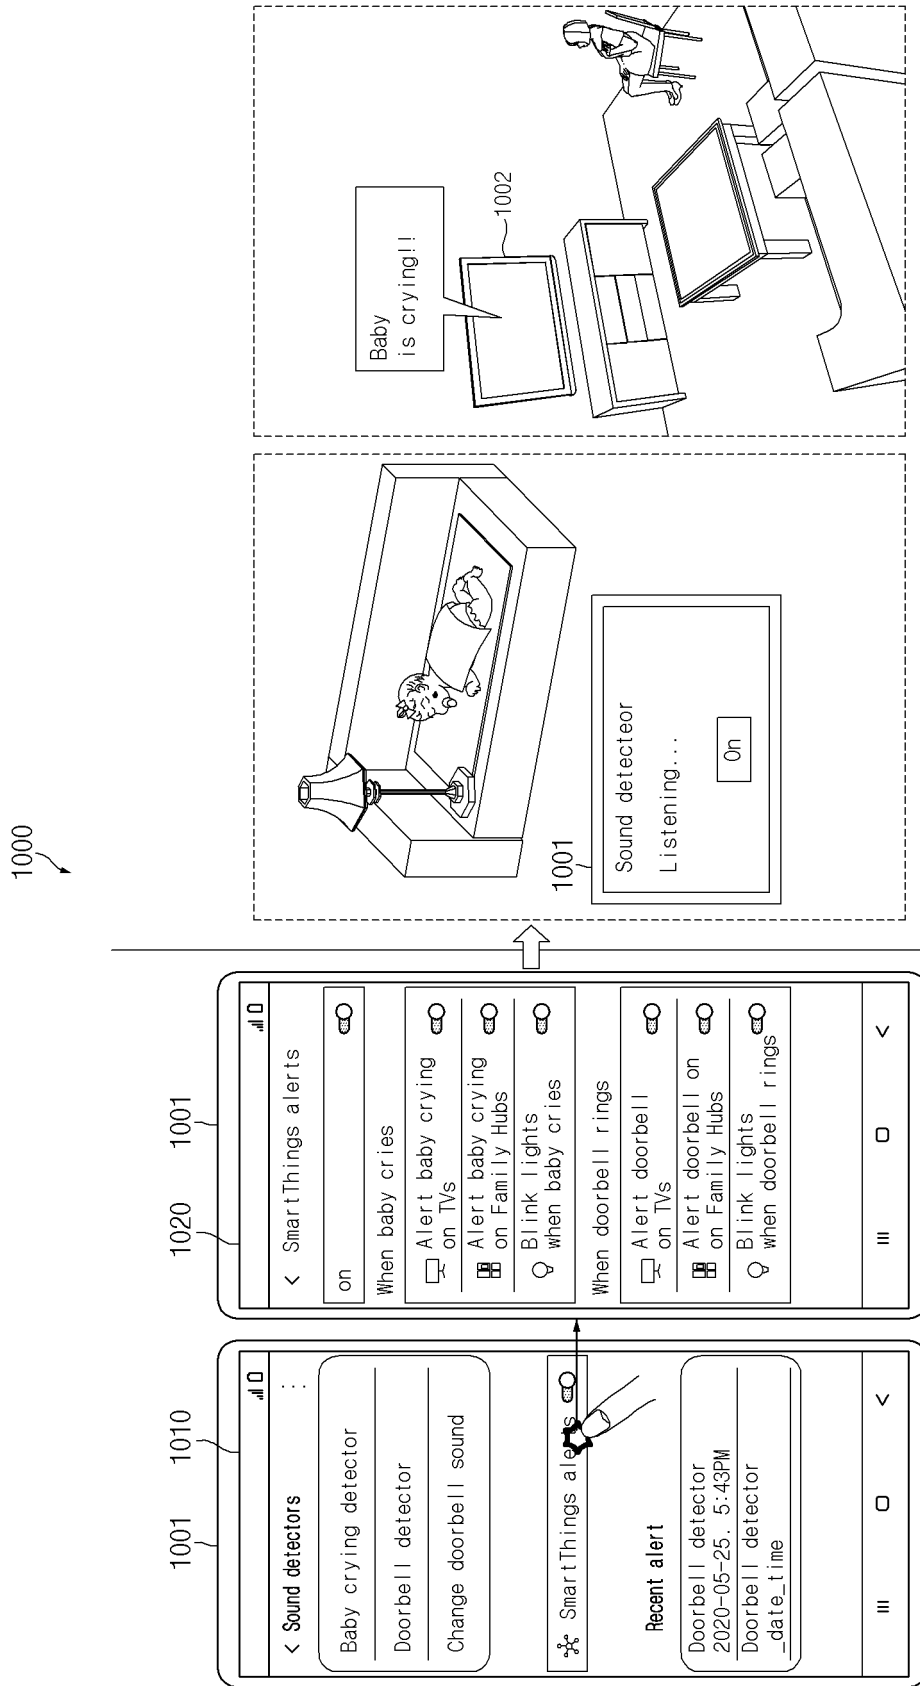 1000
1001
1010
< Sound detectors
Baby crying detector
Doorbell detector
Change doorbell sound
SmartThings alerts
Recent alert
Doorbell detector
2020-05-25. 5:43PM
Doorbell detector
_date_time
1020
1001
< SmartThings alerts
on
When baby cries
Alert baby crying
on TVs
Alert baby crying
on Family Hubs
Blink lights
when baby cries
When doorbell rings
Alert doorbell
on TVs
Alert doorbell on
on Family Hubs
Blink lights
when doorbell rings
1001
Sound detecteor
Listening...
On
Baby
is crying!!
1002